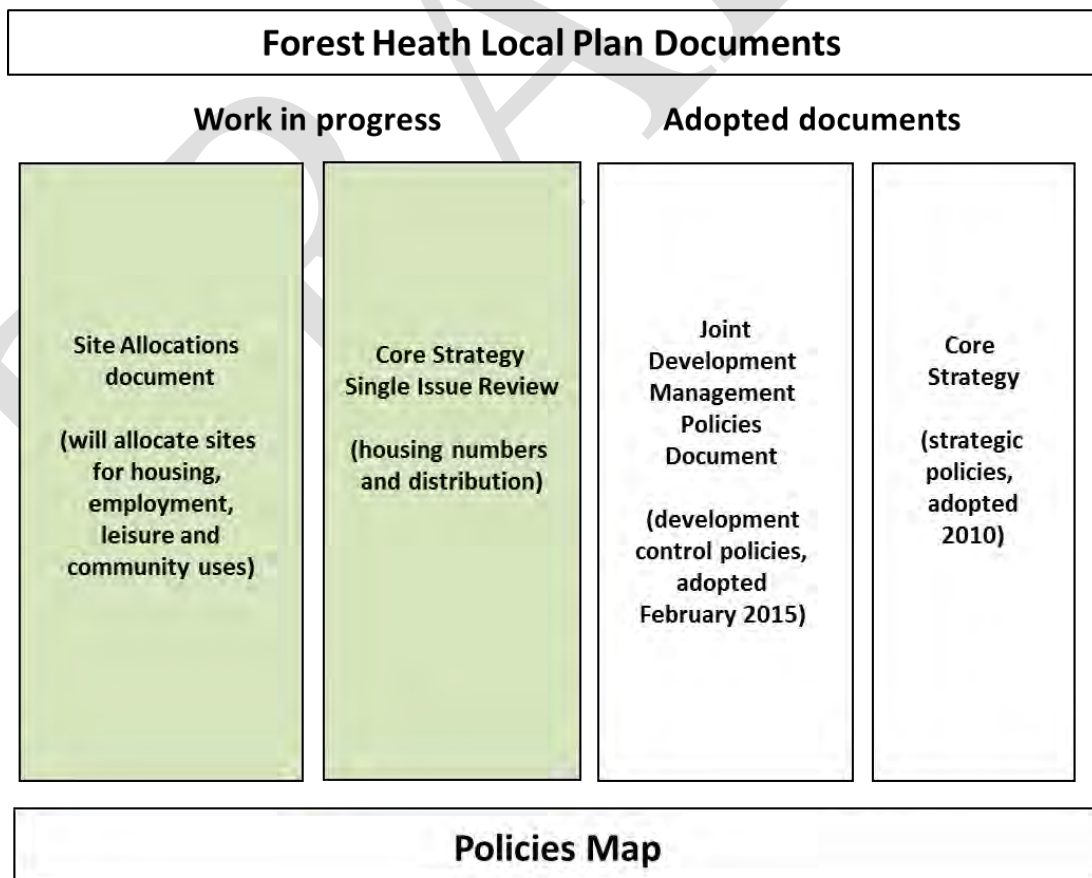 Forest Heath Local Plan Documents
Work in progress
Adopted documents
Site Allocations
document
(will allocate sites
for housing,
employment,
leisure and
community uses)
Core Strategy
Single Issue Review
(housing numbers
and distribution)
Joint
Development
Management
Policies
Document
(development
control policies,
adopted
February 2015)
Core
Strategy
(strategic
policies,
adopted
2010)
Policies Map